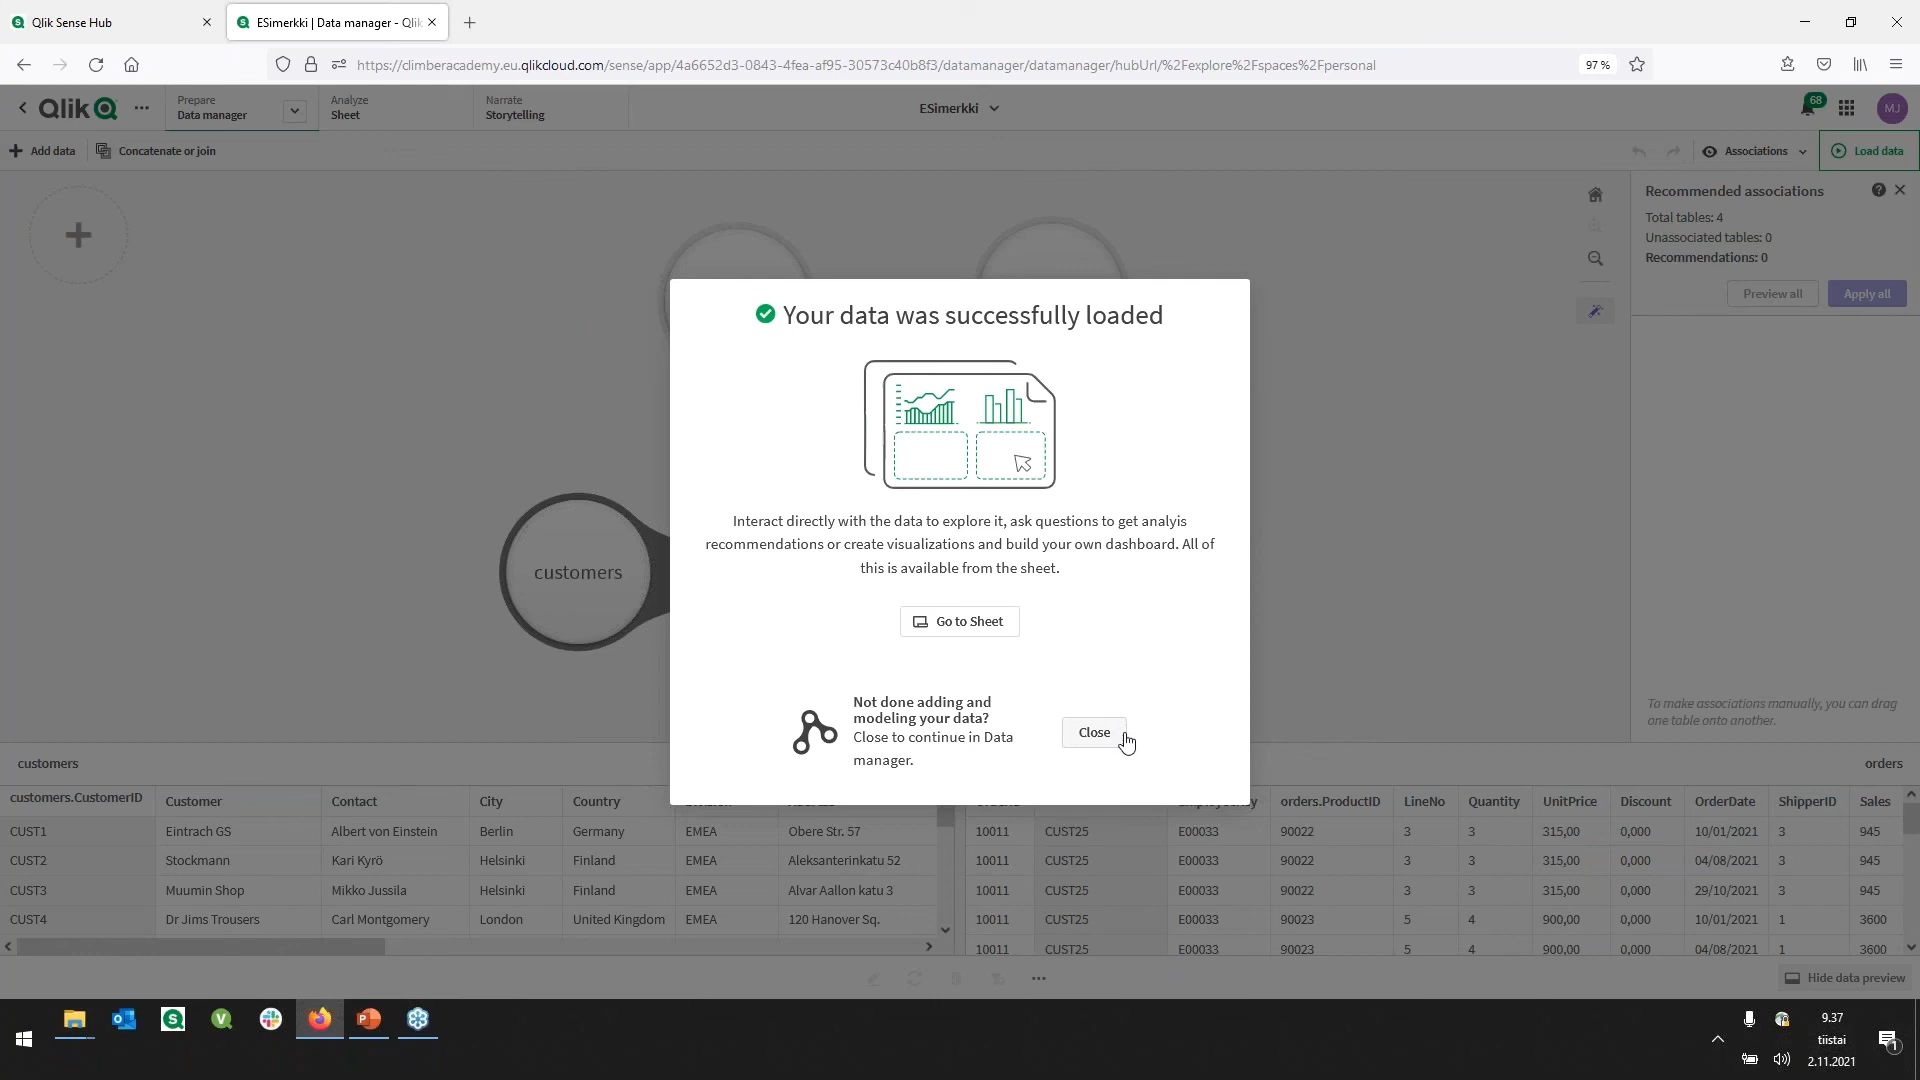 Qlik Sense Hub
ESimerkki | Data manager - Qlik
https://climberacademy.eu.qlikcloud.com/sense/app/4a6652d3-0843-4fea-af95-30573c40b8f3/datamanager/datamanager/hubUrl/%2Fexplore%2Fspaces%2Fpersonal
97 %
Qlik
Prepare
Data manager
Analyze
Sheet
Narrate
Storytelling
ESimerkki
68
MJ
Add data
Concatenate or join
Associations
Load data
Recommended associations
Total tables: 4
Unassociated tables: 0
Recommendations: 0
Preview all
Apply all
Your data was successfully loaded
Interact directly with the data to explore it, ask questions to get analyis
recommendations or create visualizations and build your own dashboard. All of
this is available from the sheet.
Go to Sheet
Not done adding and
modeling your data?
Close to continue in Data
manager.
Close
customers
To make associations manually, you can drag
one table onto another.
customers
orders
customers.CustomerID Customer Contact City Country
orders.ProductID LineNo Quantity UnitPrice Discount OrderDate ShipperID Sales
CUST1 Eintrach GS Albert von Einstein Berlin Germany EMEA Obere Str. 57
10011 CUST25 E00033 90022 3 3 315,00 0,000 10/01/2021 3 945
CUST2 Stockmann Kari Kyrö Helsinki Finland EMEA Aleksanterinkatu 52
10011 CUST25 E00033 90022 3 3 315,00 0,000 04/08/2021 3 945
CUST3 Muumin Shop Mikko Jussila Helsinki Finland EMEA Alvar Aallon katu 3
10011 CUST25 E00033 90022 3 3 315,00 0,000 29/10/2021 3 945
CUST4 Dr Jims Trousers Carl Montgomery London United Kingdom EMEA 120 Hanover Sq.
10011 CUST25 E00033 90023 5 4 900,00 0,000 10/01/2021 1 3600
10011 CUST25 E00033 90023 5 4 900,00 0,000 04/08/2021 1 3600
Hide data preview
9.37
tiistai
2.11.2021
1